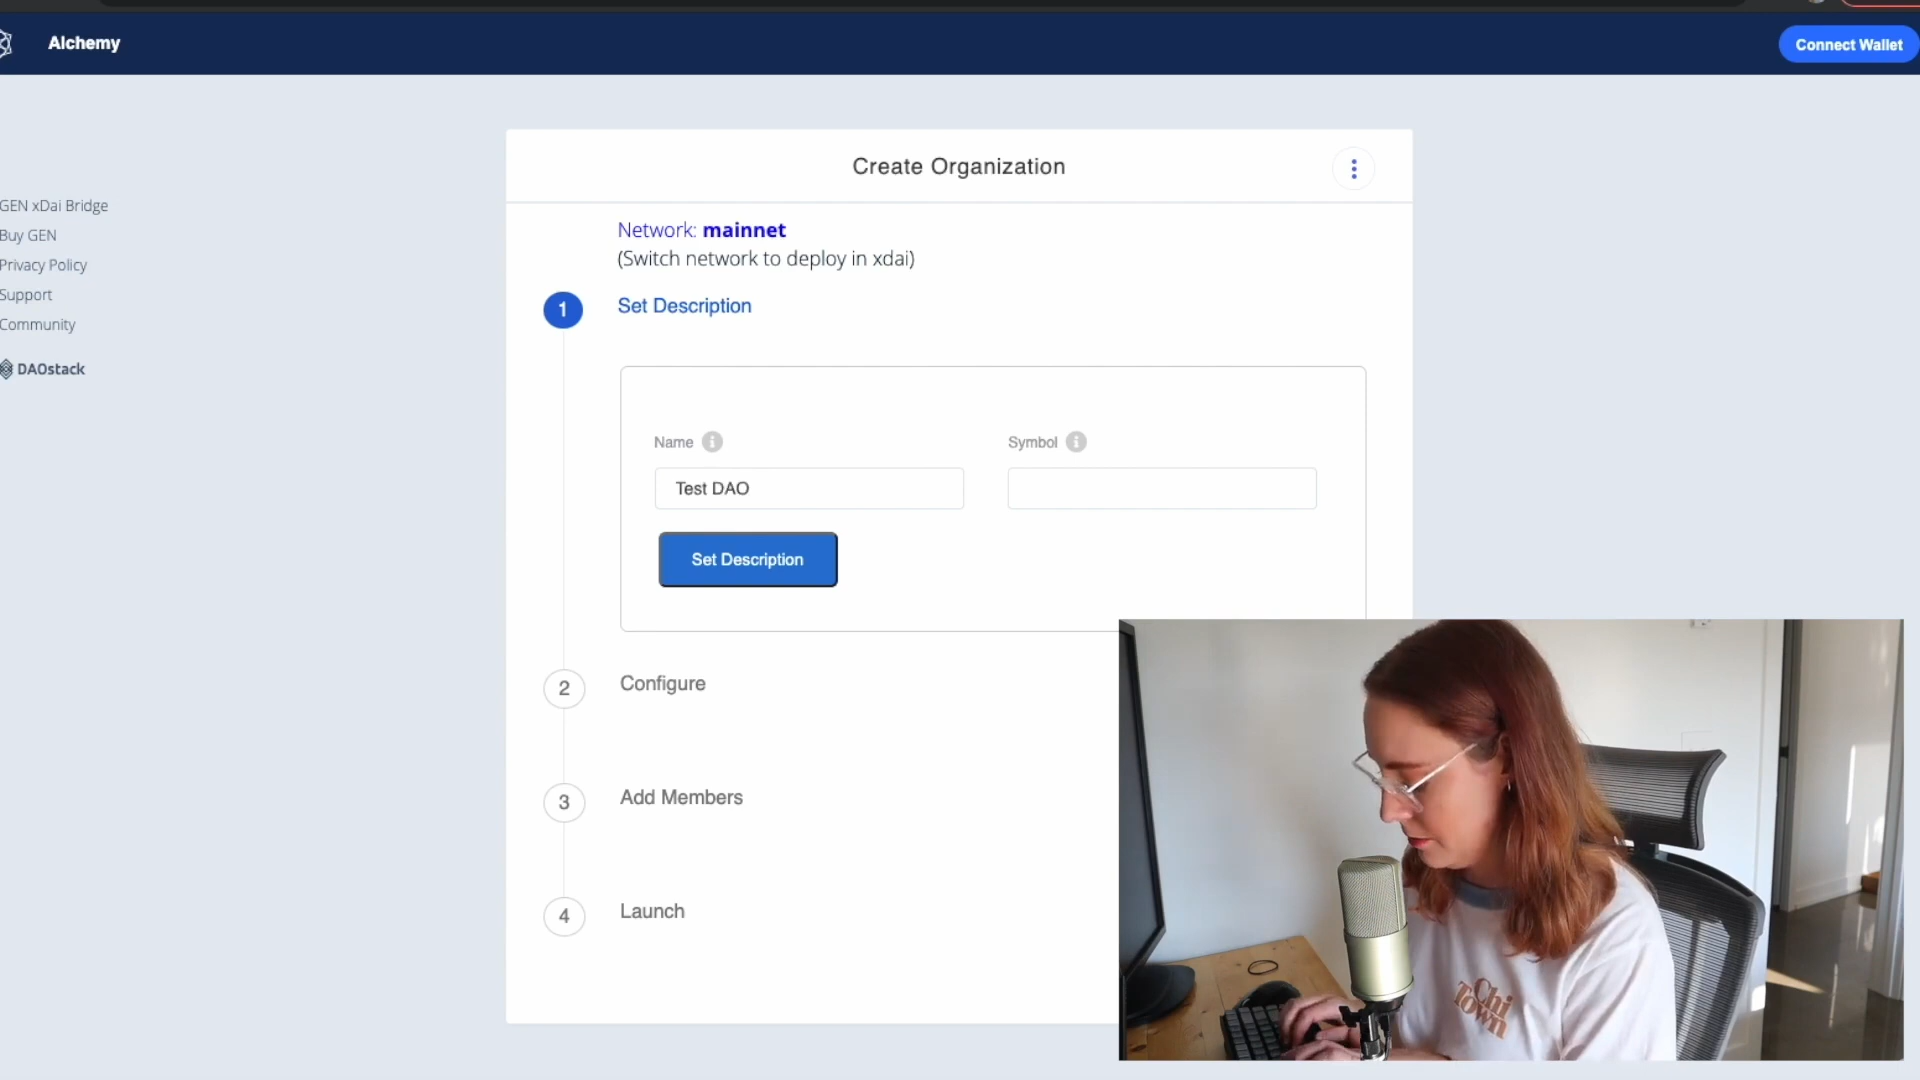 Alchemy
Connect Wallet
GEN xDai Bridge
Buy GEN
Privacy Policy
Support
Community
DAOstack
Create Organization
Network: mainnet
(Switch network to deploy in xdai)
1 Set Description
Name
Symbol
Test DAO
Set Description
2 Configure
3 Add Members
4 Launch
Chi
Town